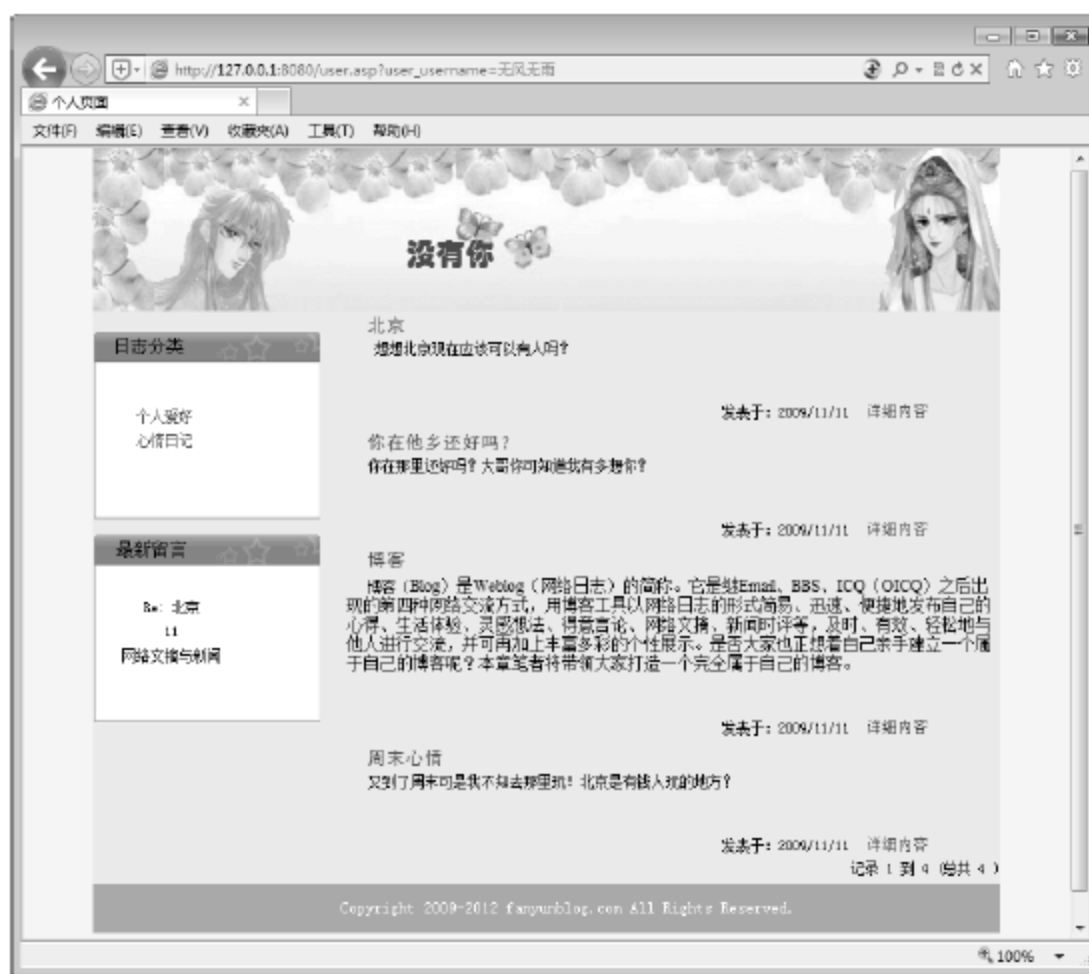 http://127.0.0.1:8080/user.asp?user_username=无风无雨
个人页面
文件(F) 编辑(E) 查看(V) 收藏夹(A) 工具(T) 帮助(H)
没有你
日志分类
个人爱好
心情日记
最新留言
Re: 北京
11
网络文摘与新闻
北京
想想北京现在应该可以有人吗?
发表于: 2009/11/11 详细内容
你在他乡还好吗?
你在那里还好吗? 大哥你可知道我有多想你?
发表于: 2009/11/11 详细内容
博客
博客（Blog）是Weblog（网络日志）的简称。它是继Email、BBS、ICQ（OICQ）之后出
现的第四种网络交流方式，用博客工具以网络日志的形式简易、迅速、便捷地发布自己的
心得、生活体验、灵感想法、得意言论、网络文摘、新闻时评等，及时、有效、轻松地与
他人进行交流，并可再加上丰富多彩的个性展示。是否大家也正想着自己亲手建立一个属
于自己的博客呢？本章笔者将带领大家打造一个完全属于自己的博客。
发表于: 2009/11/11 详细内容
周末心情
又到了周末可是我不知去那里玩! 北京是有钱人玩的地方?
发表于: 2009/11/11 详细内容
记录 1 到 4 (总共 4 )
Copyright 2009-2012 fanyunblog.com All Rights Reserved.
100%